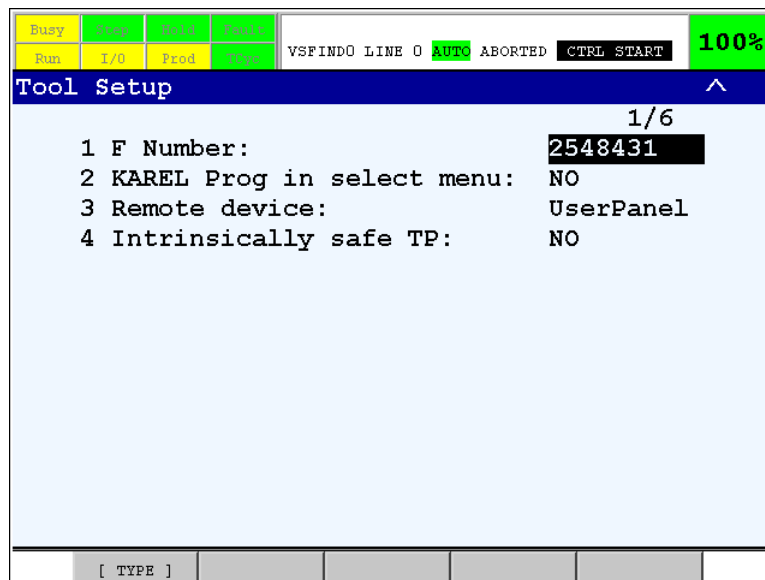 Busy Step Hold Fault
Run I/O Prod TCyc
VSFIND0 LINE 0 AUTO ABORTED CTRL START
100%
Tool Setup
1/6
1 F Number: 2548431
2 KAREL Prog in select menu: NO
3 Remote device: UserPanel
4 Intrinsically safe TP: NO
[ TYPE ]